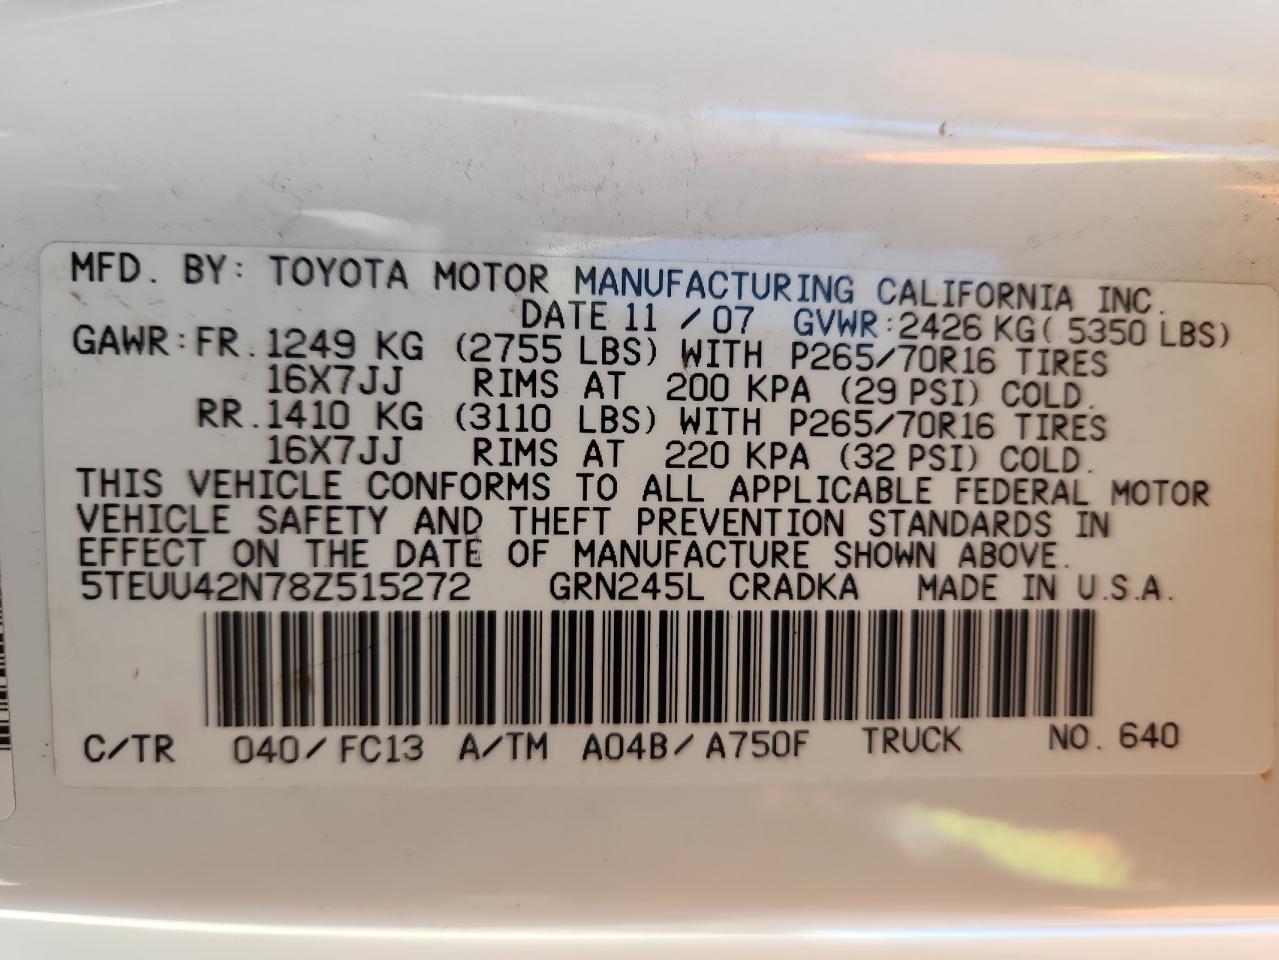 MFD. BY: TOYOTA MOTOR MANUFACTURING CALIFORNIA INC.
DATE 11 / 07 GVWR: 2426 KG( 5350 LBS)
GAWR: FR. 1249 KG (2755 LBS) WITH P265/70R16 TIRES
16X7JJ RIMS AT 200 KPA (29 PSI) COLD.
RR. 1410 KG (3110 LBS) WITH P265/70R16 TIRES
16X7JJ RIMS AT 220 KPA (32 PSI) COLD.
THIS VEHICLE CONFORMS TO ALL APPLICABLE FEDERAL MOTOR
VEHICLE SAFETY AND THEFT PREVENTION STANDARDS IN
EFFECT ON THE DATE OF MANUFACTURE SHOWN ABOVE.
5TEUU42N78Z515272 GRN245L CRADKA MADE IN U.S.A.
C/TR 040/ FC13 A/TM A04B/ A750F TRUCK NO. 640